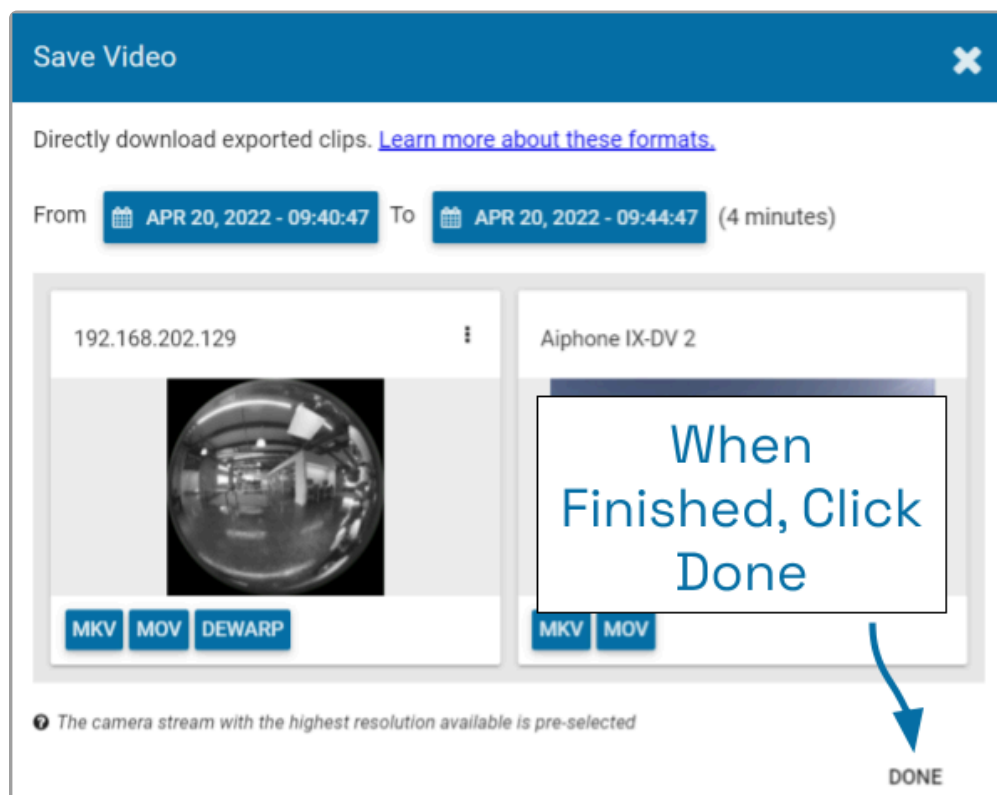 Save Video
Directly download exported clips. Learn more about these formats.
From APR 20, 2022 - 09:40:47 To APR 20, 2022 - 09:44:47 (4 minutes)
192.168.202.129
Aiphone IX-DV 2
When
Finished, Click
Done
MKV MOV DEWARP
MKV MOV
The camera stream with the highest resolution available is pre-selected
DONE